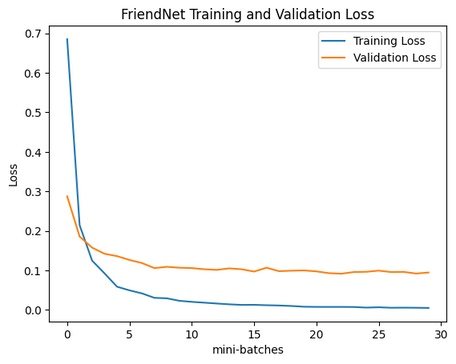 FriendNet Training and Validation Loss
Training Loss
Validation Loss
0.7
0.6
0.5
0.4
0.3
0.2
0.1
0.0
Loss
0 5 10 15 20 25 30
mini-batches